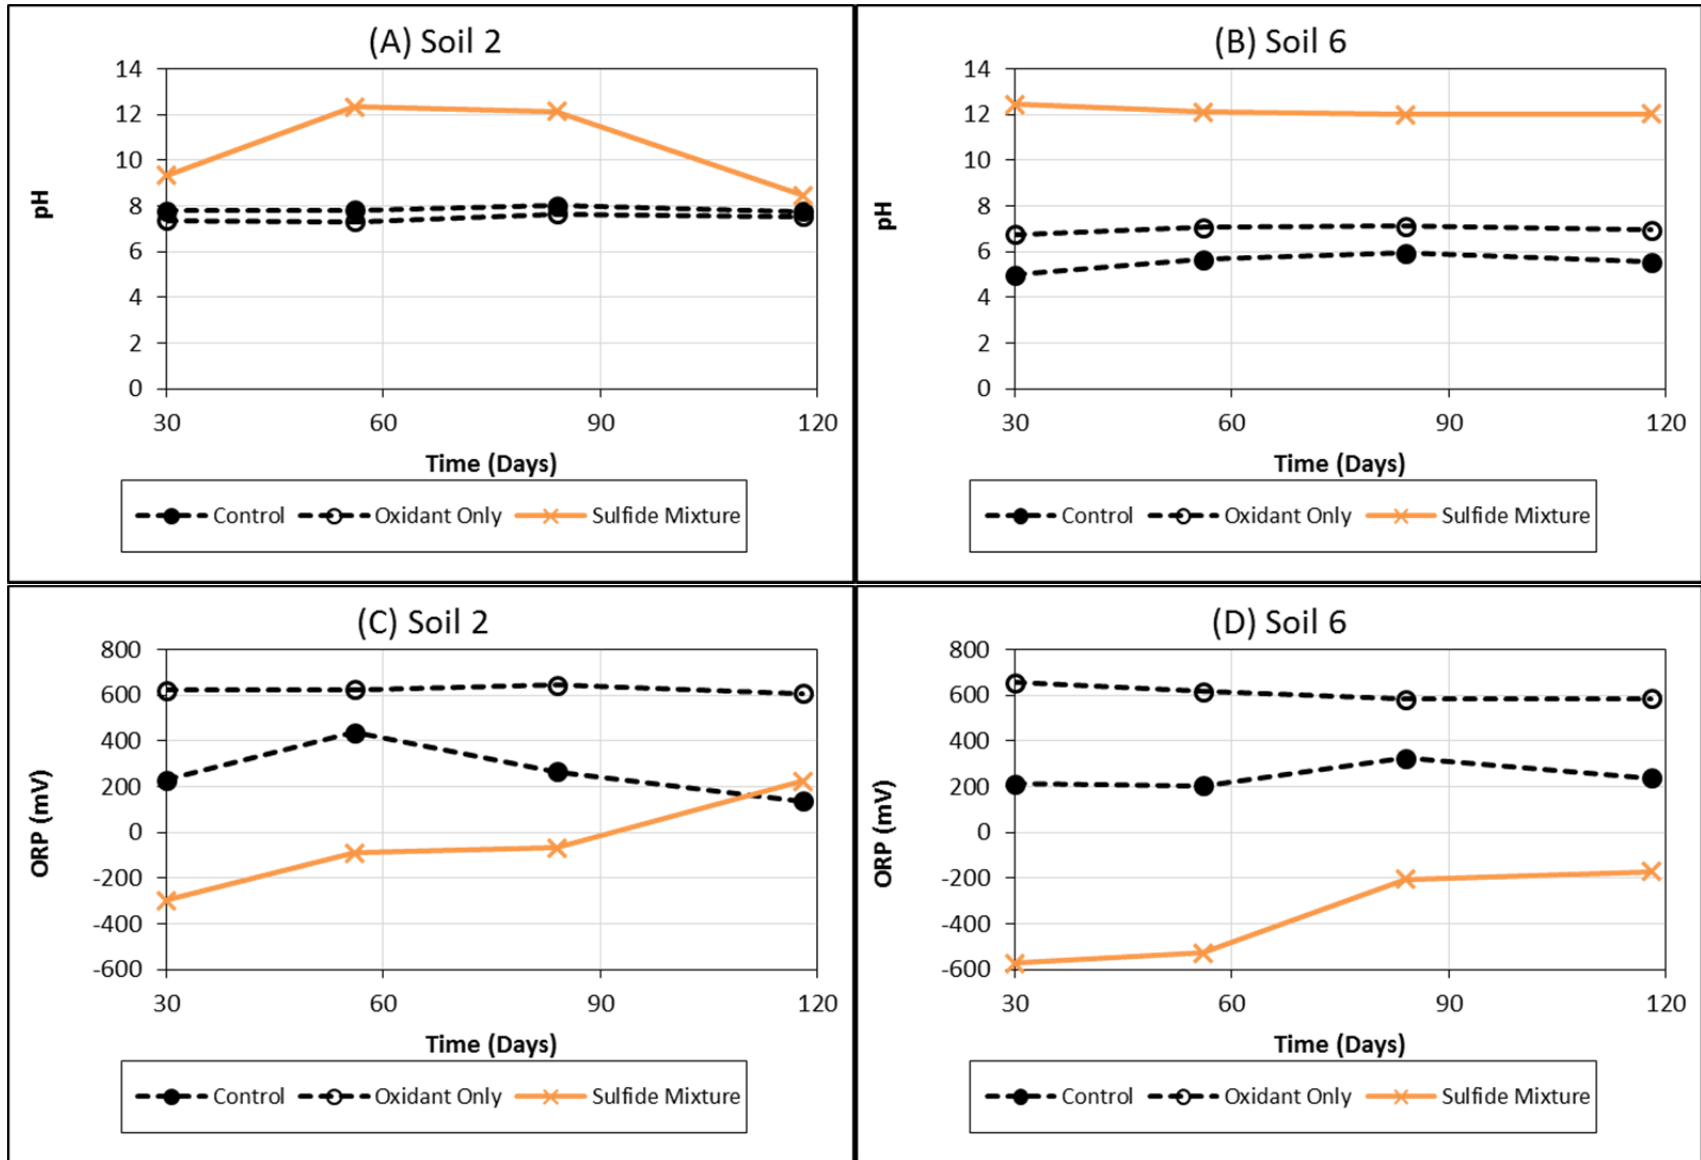 (A) Soil 2
14
12
10
8
6
4
2
0
pH
30 60 90 120
Time (Days)
Control Oxidant Only Sulfide Mixture
(B) Soil 6
14
12
10
8
6
4
2
0
pH
30 60 90 120
Time (Days)
Control Oxidant Only Sulfide Mixture
(C) Soil 2
800
600
400
200
0
-200
-400
-600
ORP (mV)
30 60 90 120
Time (Days)
Control Oxidant Only Sulfide Mixture
(D) Soil 6
800
600
400
200
0
-200
-400
-600
ORP (mV)
30 60 90 120
Time (Days)
Control Oxidant Only Sulfide Mixture